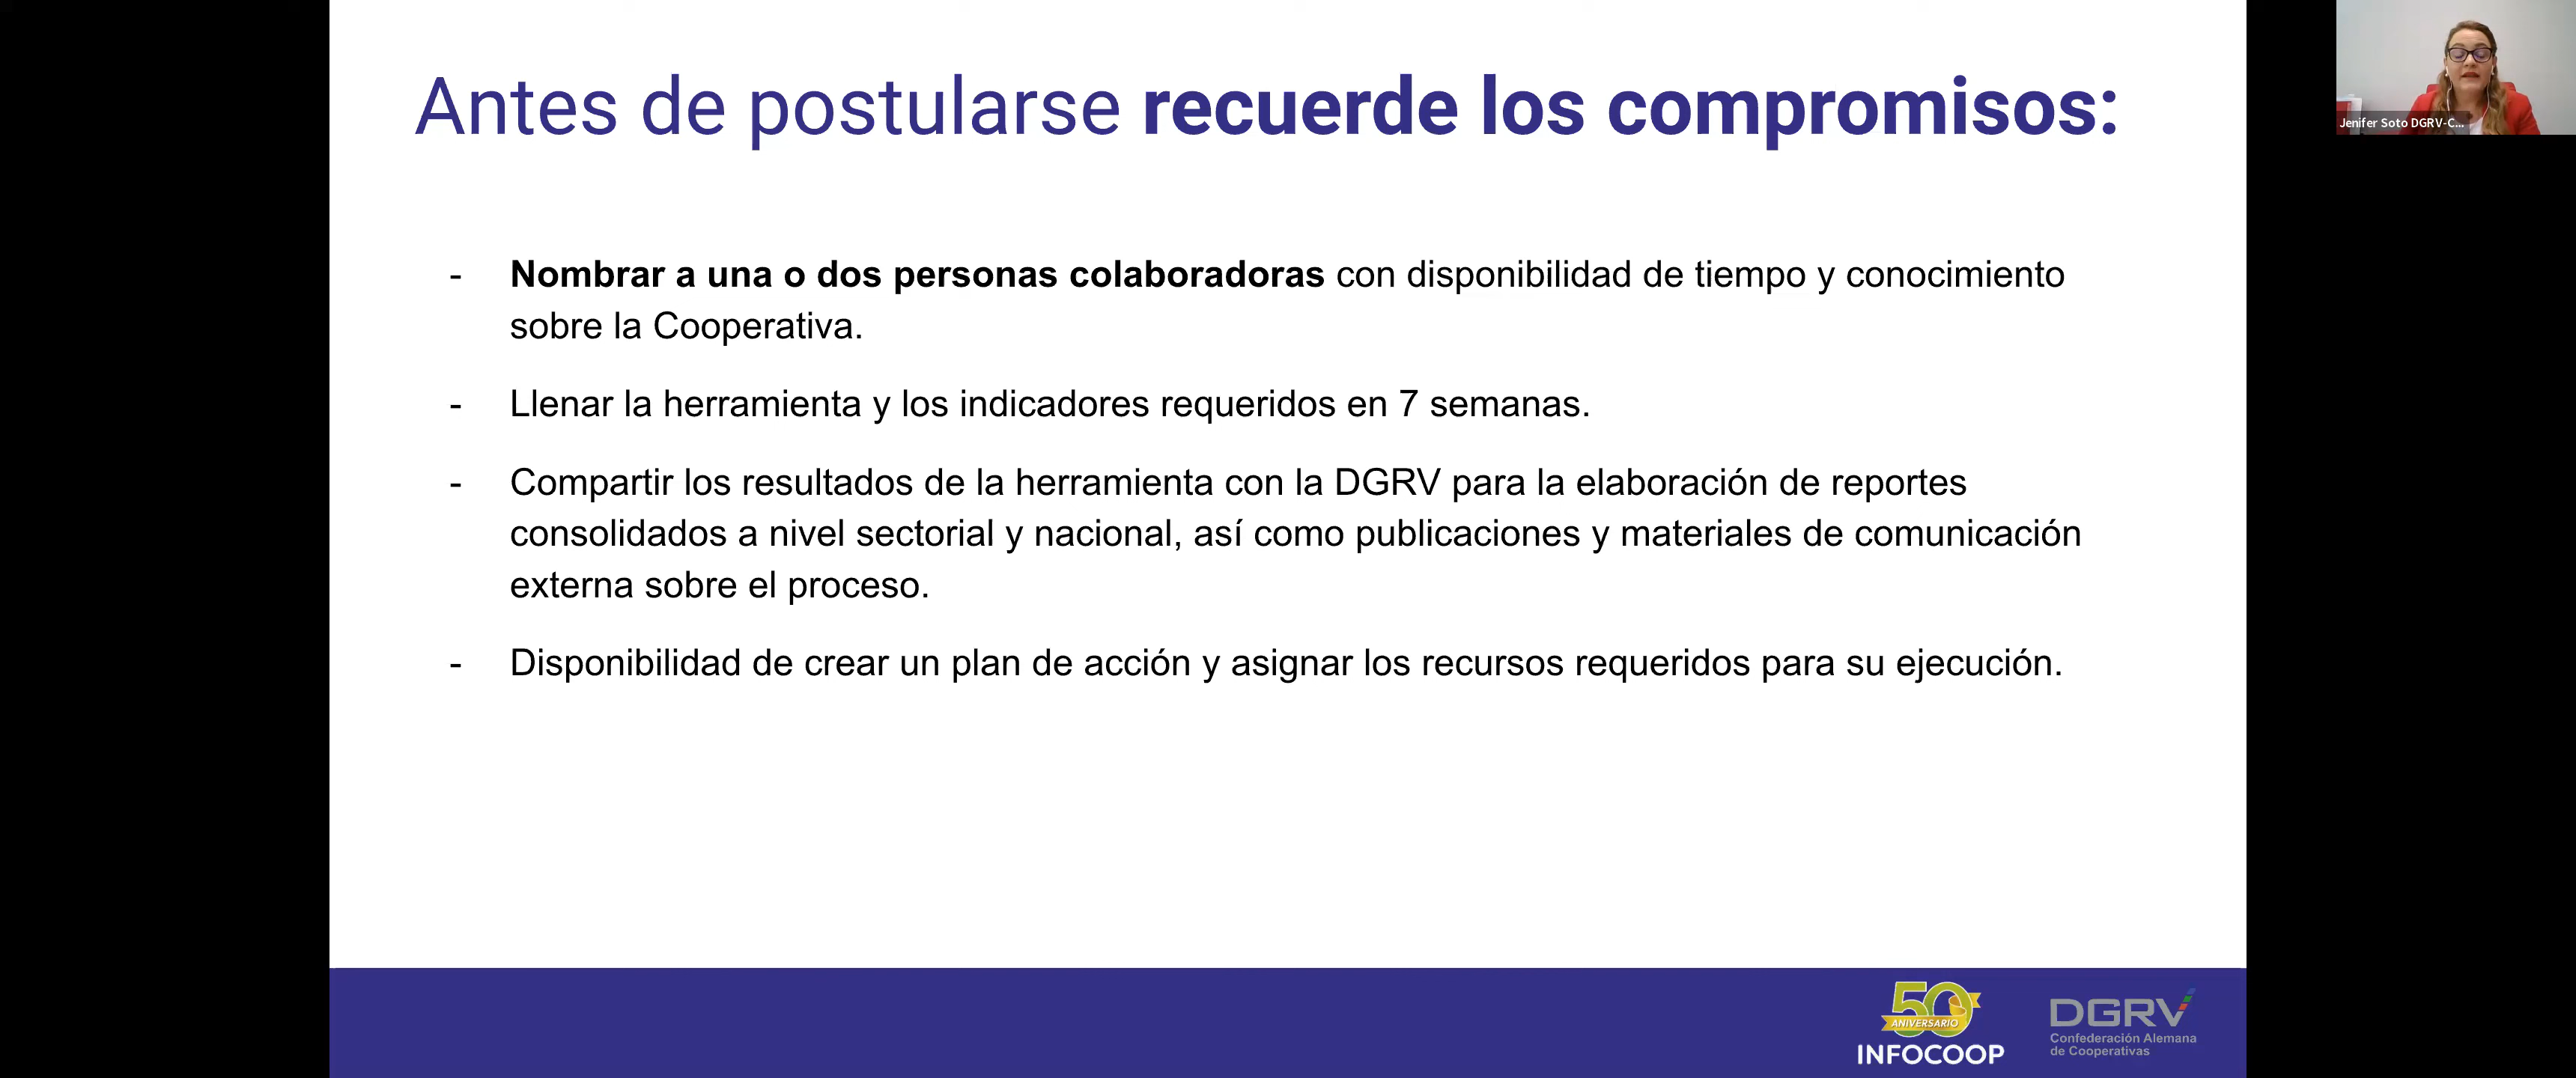 Antes de postularse recuerde los compromisos:
Jenifer Soto DGRV-C...
- Nombrar a una o dos personas colaboradoras con disponibilidad de tiempo y conocimiento
sobre la Cooperativa.
- Llenar la herramienta y los indicadores requeridos en 7 semanas.
- Compartir los resultados de la herramienta con la DGRV para la elaboración de reportes
consolidados a nivel sectorial y nacional, así como publicaciones y materiales de comunicación
externa sobre el proceso.
- Disponibilidad de crear un plan de acción y asignar los recursos requeridos para su ejecución.
50
ANIVERSARIO
INFOCOOP
DGRV
Confederación Alemana
de Cooperativas